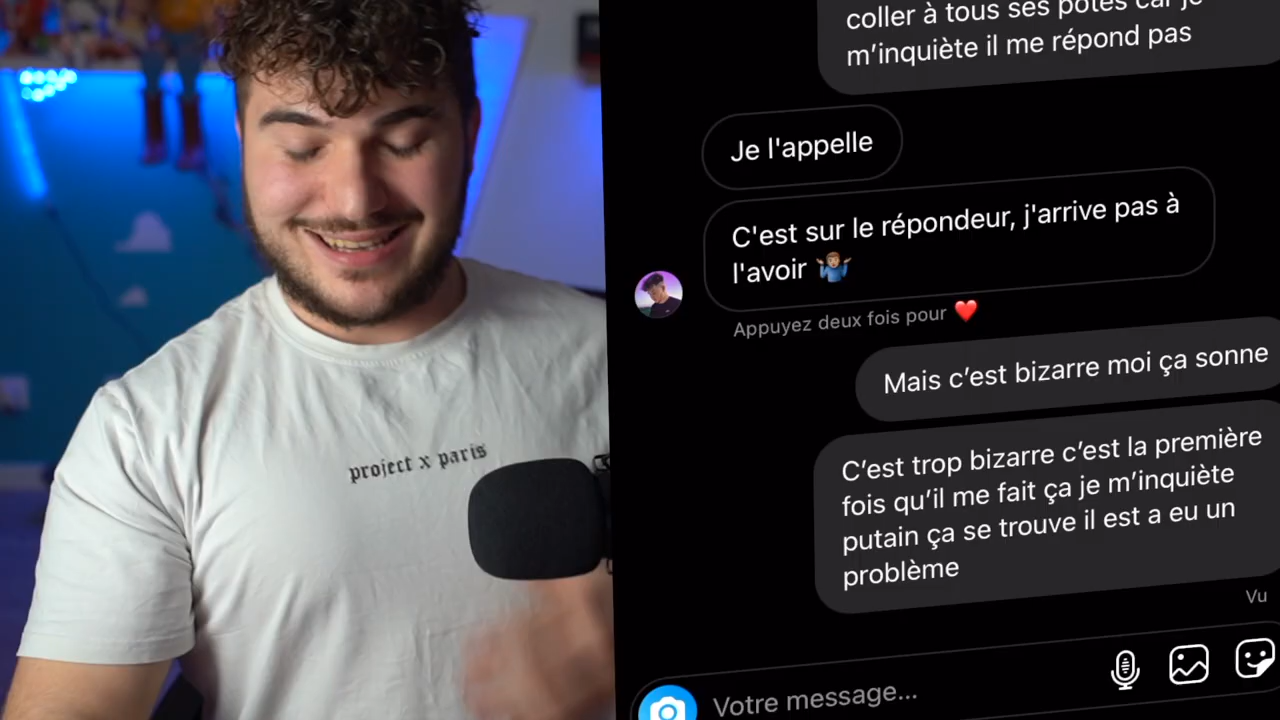 coller à tous ses potes car je
m’inquiète il me répond pas
Je l'appelle
C'est sur le répondeur, j'arrive pas à
l'avoir 🤷🏽‍♂️
Appuyez deux fois pour ❤️
Mais c’est bizarre moi ça sonne
C’est trop bizarre c’est la première
fois qu’il me fait ça je m’inquiète
putain ça se trouve il est a eu un
problème
Vu
Votre message...
project x paris